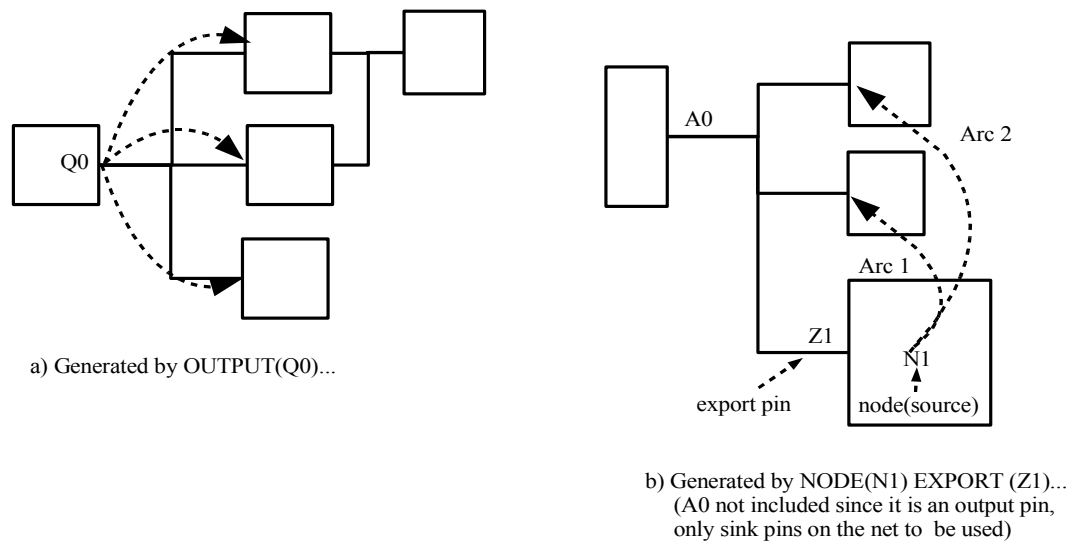 Q0
a) Generated by OUTPUT(Q0)...
A0
Arc 2
Arc 1
Z1
N1
export pin
node(source)
b) Generated by NODE(N1) EXPORT (Z1)...
(A0 not included since it is an output pin,
only sink pins on the net to be used)